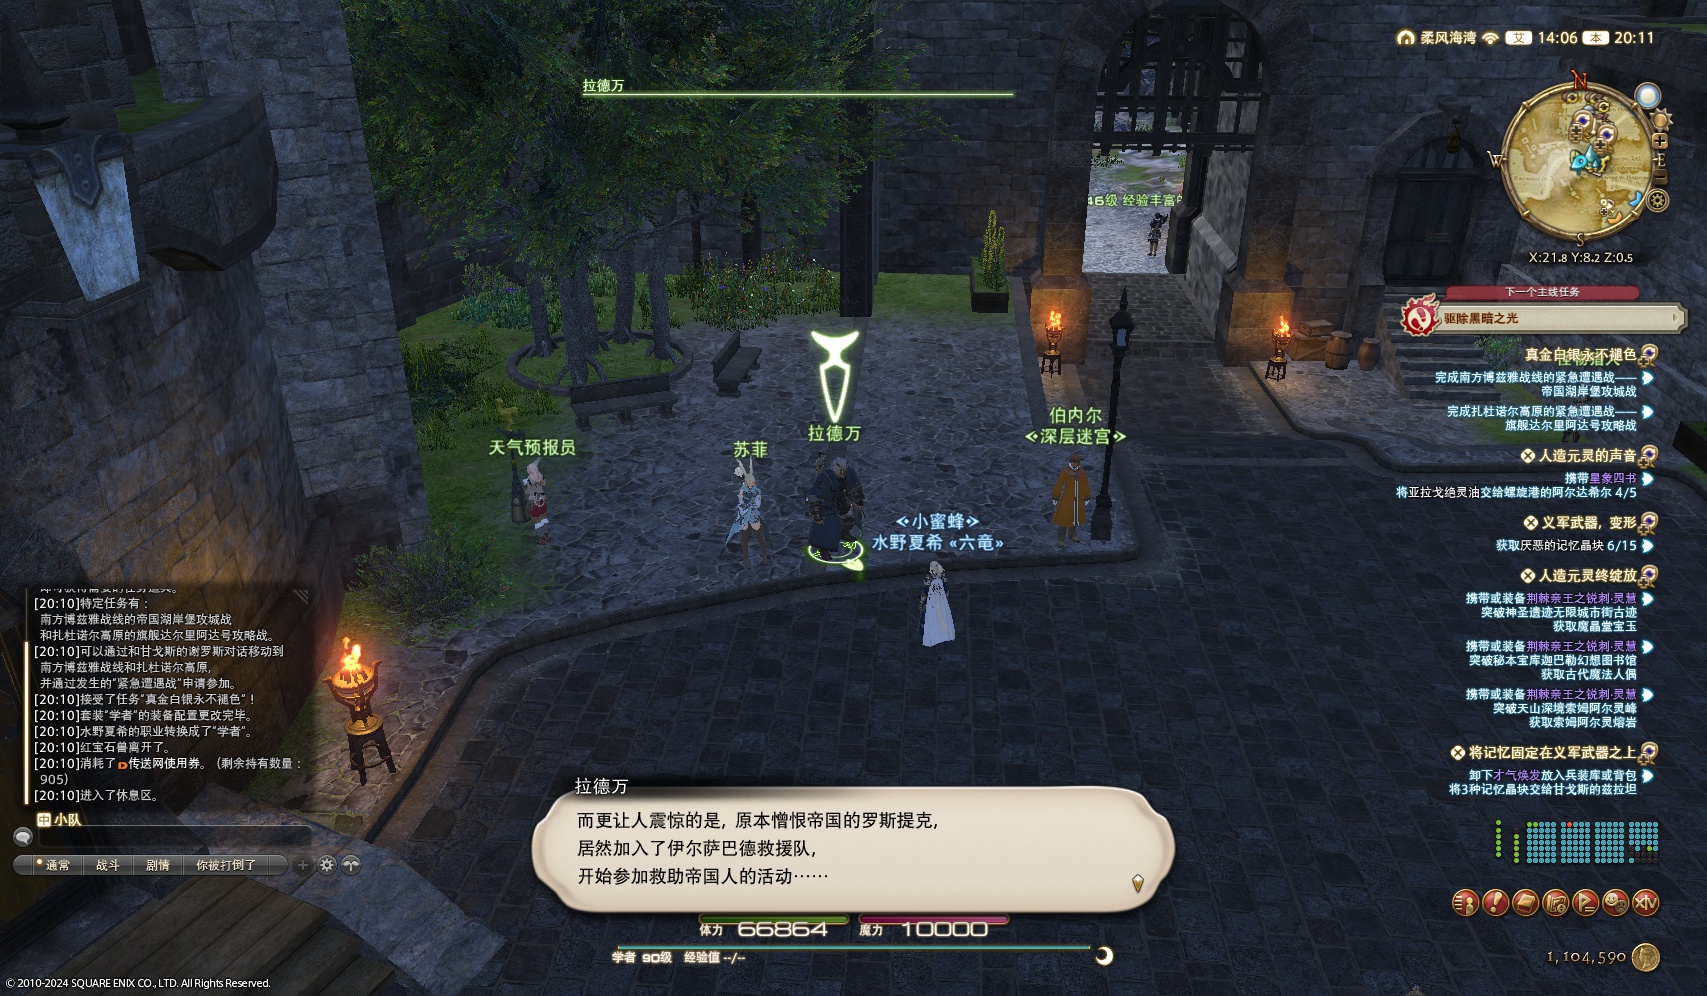 拉德万
柔风海湾 艾 14:06 本 20:11
N
W
E
S
X:21.8 Y:8.2 Z:0.5
46级 经验丰富的
下一个主线任务
驱除黑暗之光
真金白银永不褪色
完成南方博兹雅战线的紧急遭遇战——
帝国湖岸堡攻城战
完成扎杜诺尔高原的紧急遭遇战——
旗舰达尔里阿达号攻略战
人造元灵的声音
携带星象四书
将亚拉戈绝灵油交给螺旋港的阿尔达希尔 4/5
义军武器，变形
获取厌恶的记忆晶块 6/15
人造元灵终绽放
携带或装备荆棘亲王之锐刺·灵慧
突破神圣遗迹无限城市街古迹
获取魔晶堂宝玉
携带或装备荆棘亲王之锐刺·灵慧
突破秘本宝库迦巴勒幻想图书馆
获取古代魔法人偶
携带或装备荆棘亲王之锐刺·灵慧
突破天山深境索姆阿尔灵峰
获取索姆阿尔灵熔岩
将记忆固定在义军武器之上
卸下才气焕发放入兵装库或背包
将3种记忆晶块交给甘戈斯的兹拉坦
天气预报员
苏菲
拉德万
伯内尔
深层迷宫
小蜜蜂
水野夏希 «六竜»
[20:10]特定任务有：
南方博兹雅战线的帝国湖岸堡攻城战
和扎杜诺尔高原的旗舰达尔里阿达号攻略战。
[20:10]可以通过和甘戈斯的谢罗斯对话移动到
南方博兹雅战线和扎杜诺尔高原，
并通过发生的“紧急遭遇战”申请参加。
[20:10]接受了任务“真金白银永不褪色”！
[20:10]套装“学者”的装备配置更改完毕。
[20:10]水野夏希的职业转换成了“学者”。
[20:10]红宝石兽离开了。
[20:10]消耗了传送网使用券。（剩余持有数量：
905）
[20:10]进入了休息区。
小队
通常 战斗 剧情 你被打倒了
拉德万
而更让人震惊的是，原本憎恨帝国的罗斯提克，
居然加入了伊尔萨巴德救援队，
开始参加救助帝国人的活动……
体力 66864 魔力 10000
学者 90级 经验值 --/--
XIV
1,104,590
© 2010-2024 SQUARE ENIX CO., LTD. All Rights Reserved.